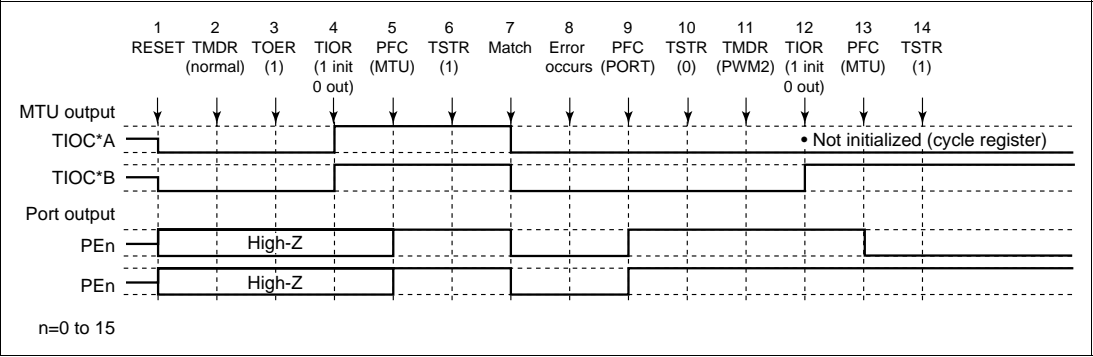 1 2 3 4 5 6 7 8 9 10 11 12 13 14
RESET TMDR TOER TIOR PFC TSTR Match Error PFC TSTR TMDR TIOR PFC TSTR
(normal) (1) (1 init (MTU) (1) occurs (PORT) (0) (PWM2) (1 init (MTU) (1)
0 out) 0 out)
MTU output
TIOC*A • Not initialized (cycle register)
TIOC*B
Port output
PEn High-Z
PEn High-Z
n=0 to 15